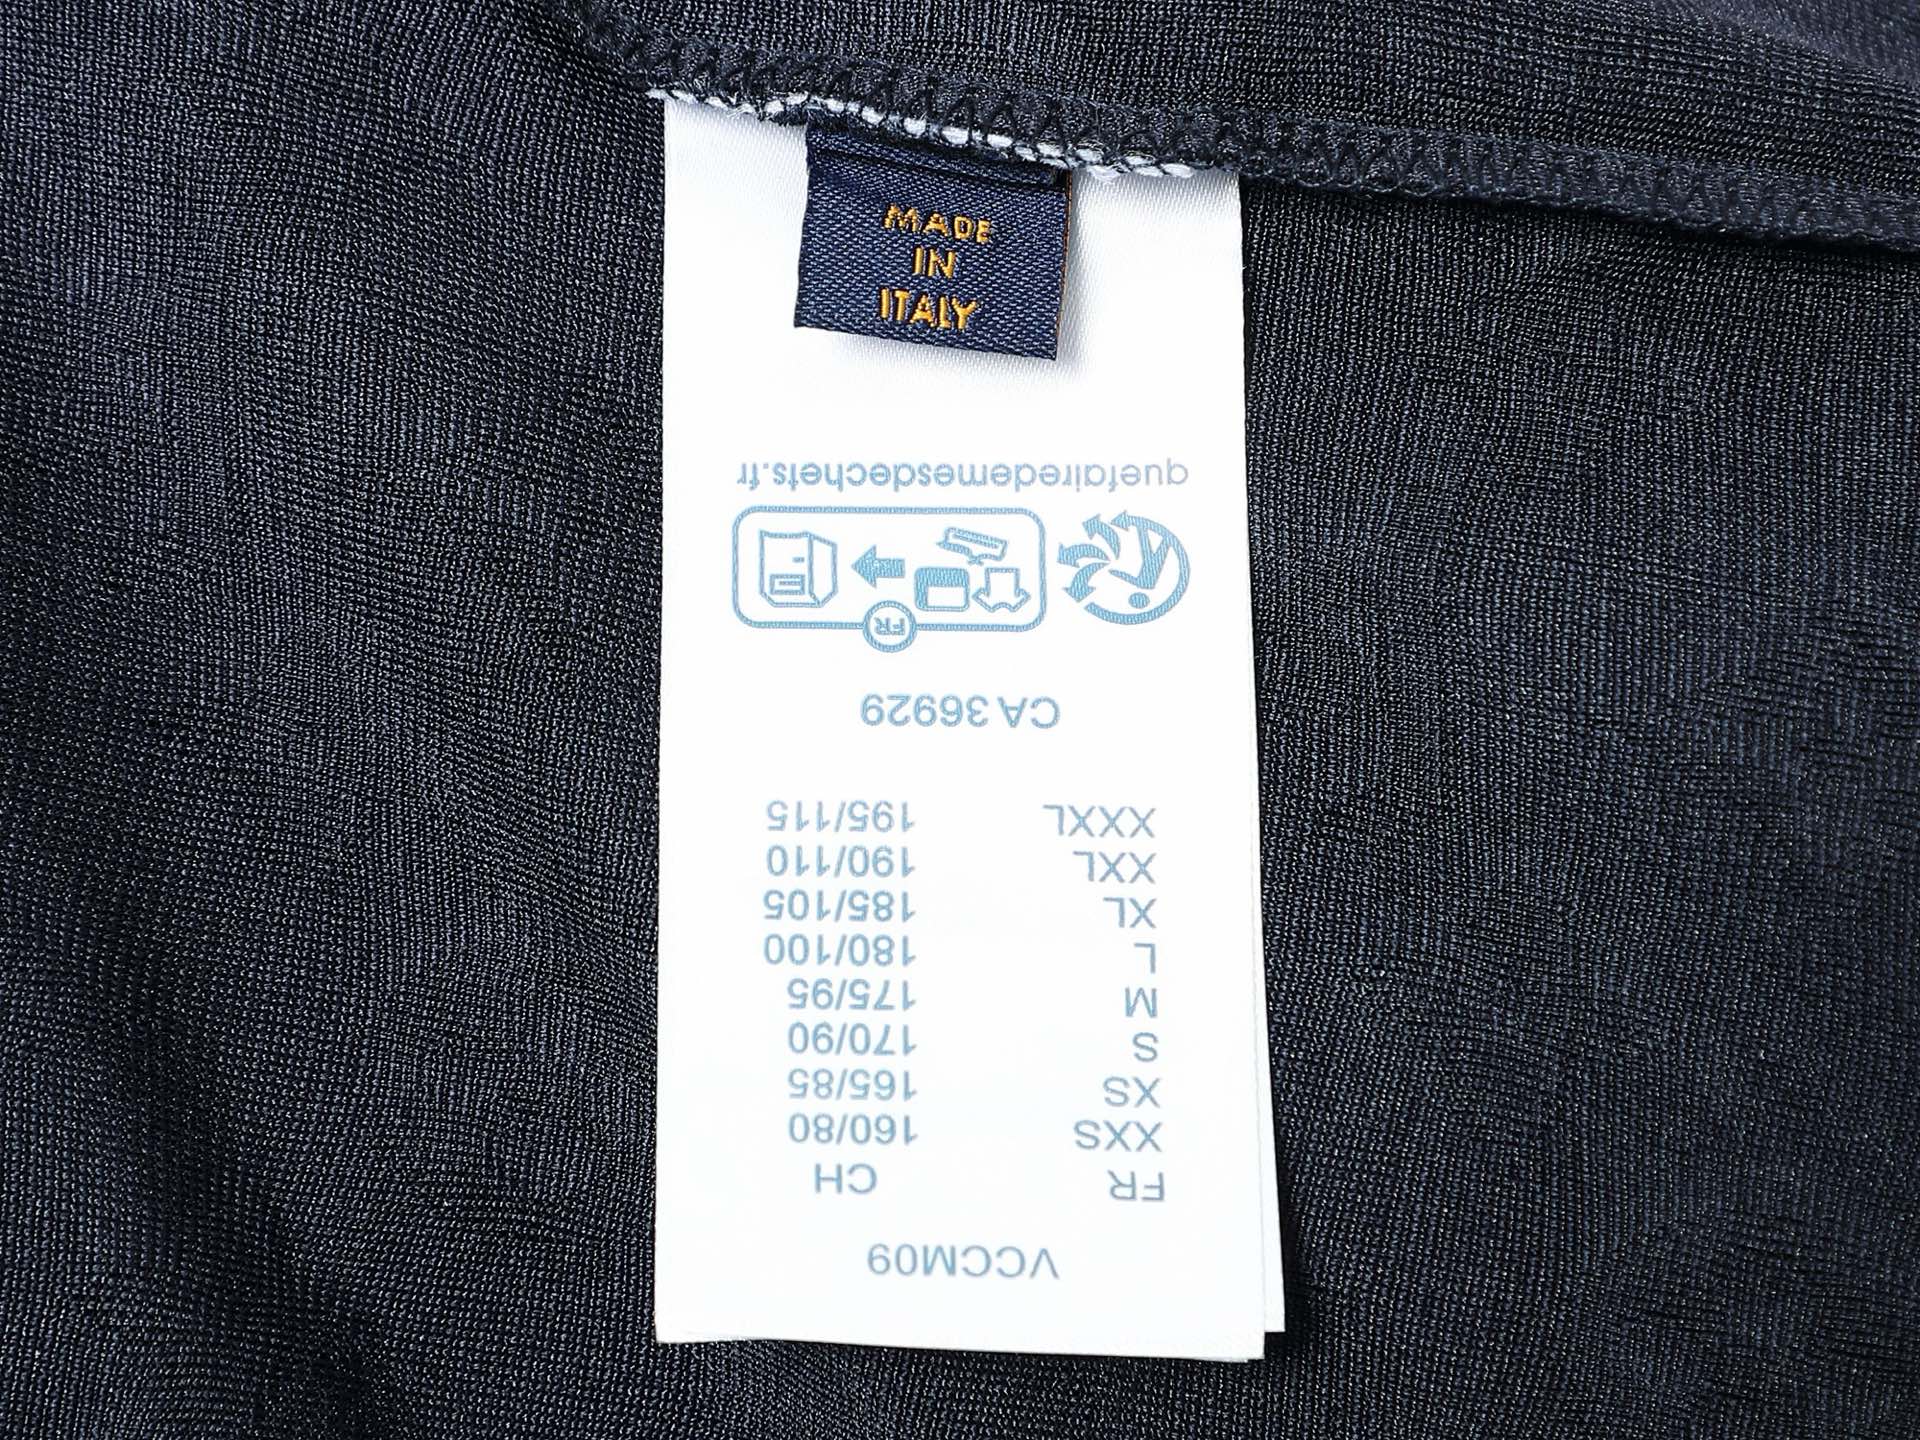 MADE
IN
ITALY
VCCM09
FR CH
XXS 160/80
XS 165/85
S 170/90
M 175/95
L 180/100
XL 185/105
XXL 190/110
XXXL 195/115
CA 36929
FR
quefairedemesdechets.fr